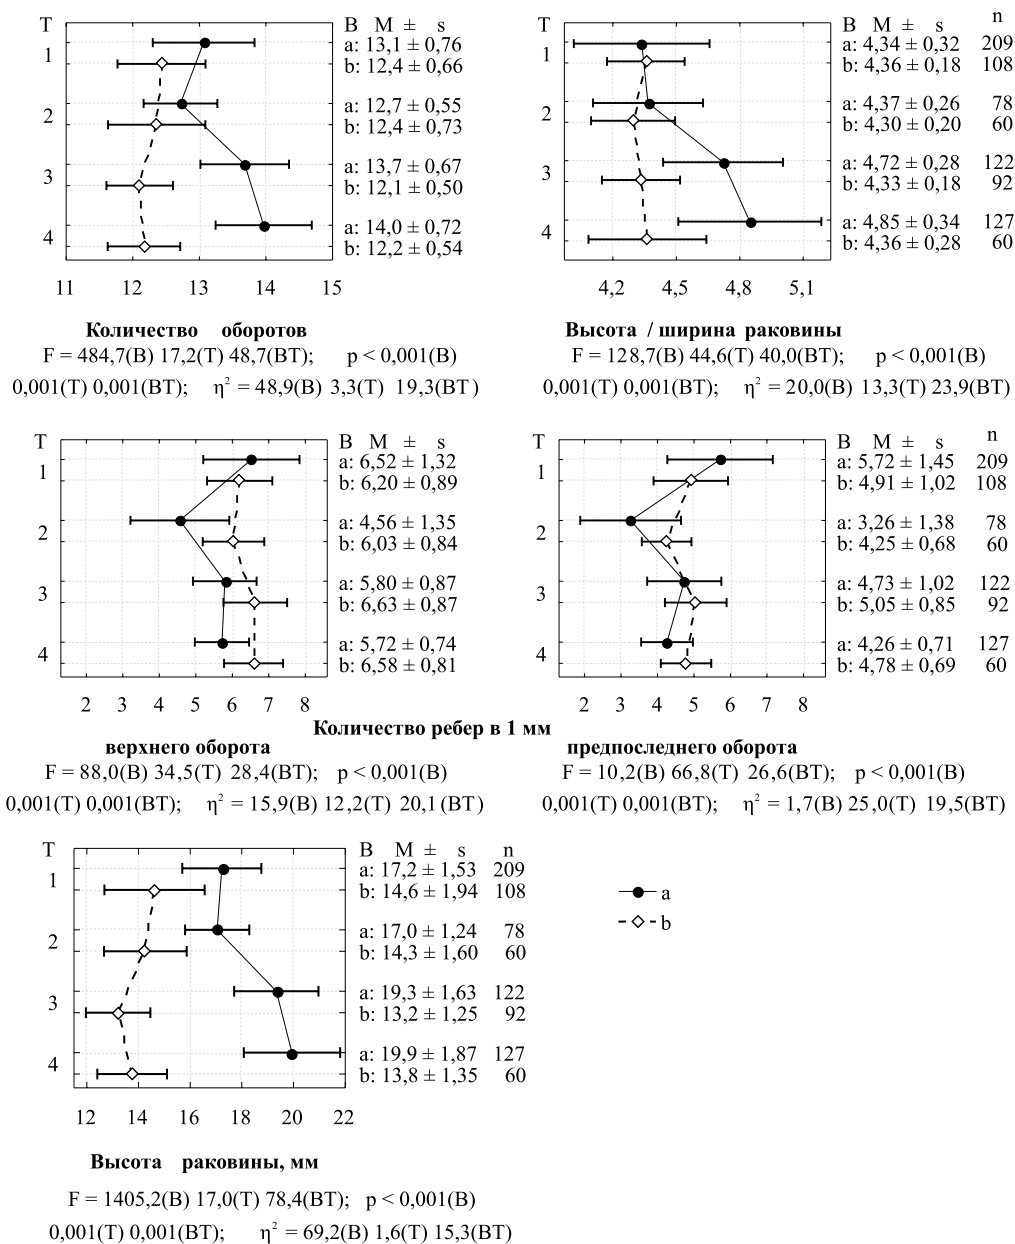 T B M ± s
1 a: 13,1 ± 0,76
b: 12,4 ± 0,66
2 a: 12,7 ± 0,55
b: 12,4 ± 0,73
3 a: 13,7 ± 0,67
b: 12,1 ± 0,50
4 a: 14,0 ± 0,72
b: 12,2 ± 0,54
11 12 13 14 15
Количество оборотов
F = 484,7(B) 17,2(T) 48,7(BT); p < 0,001(B)
0,001(T) 0,001(BT); η² = 48,9(B) 3,3(T) 19,3(BT)
T B M ± s n
1 a: 4,34 ± 0,32 209
b: 4,36 ± 0,18 108
2 a: 4,37 ± 0,26 78
b: 4,30 ± 0,20 60
3 a: 4,72 ± 0,28 122
b: 4,33 ± 0,18 92
4 a: 4,85 ± 0,34 127
b: 4,36 ± 0,28 60
4,2 4,5 4,8 5,1
Высота / ширина раковины
F = 128,7(B) 44,6(T) 40,0(BT); p < 0,001(B)
0,001(T) 0,001(BT); η² = 20,0(B) 13,3(T) 23,9(BT)
T B M ± s
1 a: 6,52 ± 1,32
b: 6,20 ± 0,89
2 a: 4,56 ± 1,35
b: 6,03 ± 0,84
3 a: 5,80 ± 0,87
b: 6,63 ± 0,87
4 a: 5,72 ± 0,74
b: 6,58 ± 0,81
2 3 4 5 6 7 8
T B M ± s n
1 a: 5,72 ± 1,45 209
b: 4,91 ± 1,02 108
2 a: 3,26 ± 1,38 78
b: 4,25 ± 0,68 60
3 a: 4,73 ± 1,02 122
b: 5,05 ± 0,85 92
4 a: 4,26 ± 0,71 127
b: 4,78 ± 0,69 60
2 3 4 5 6 7 8
Количество ребер в 1 мм
верхнего оборота
F = 88,0(B) 34,5(T) 28,4(BT); p < 0,001(B)
0,001(T) 0,001(BT); η² = 15,9(B) 12,2(T) 20,1 (BT)
предпоследнего оборота
F = 10,2(B) 66,8(T) 26,6(BT); p < 0,001(B)
0,001(T) 0,001(BT); η² = 1,7(B) 25,0(T) 19,5(BT)
T B M ± s n
1 a: 17,2 ± 1,53 209
b: 14,6 ± 1,94 108
2 a: 17,0 ± 1,24 78
b: 14,3 ± 1,60 60
3 a: 19,3 ± 1,63 122
b: 13,2 ± 1,25 92
4 a: 19,9 ± 1,87 127
b: 13,8 ± 1,35 60
12 14 16 18 20 22
Высота раковины, мм
F = 1405,2(B) 17,0(T) 78,4(BT); p < 0,001(B)
0,001(T) 0,001(BT); η² = 69,2(B) 1,6(T) 15,3(BT)
a
b